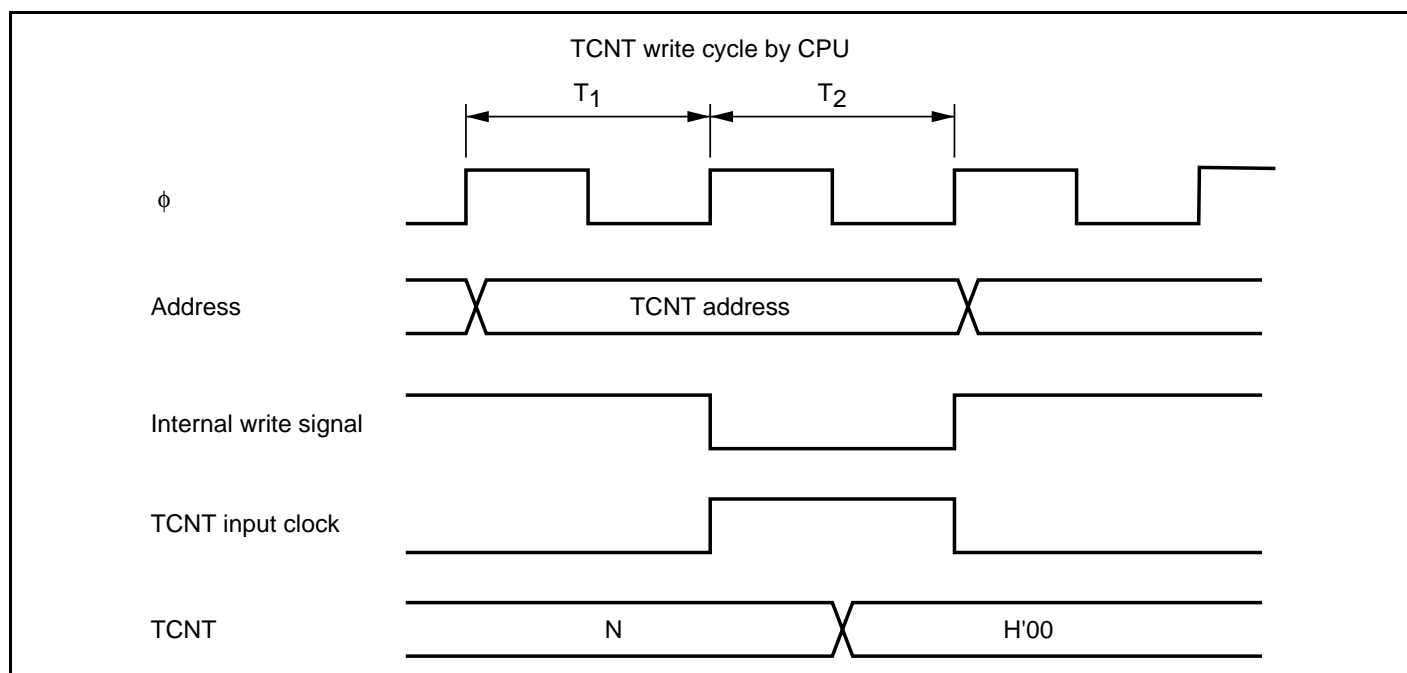 TCNT write cycle by CPU
T1 T2
ϕ
Address TCNT address
Internal write signal
TCNT input clock
TCNT N H'00